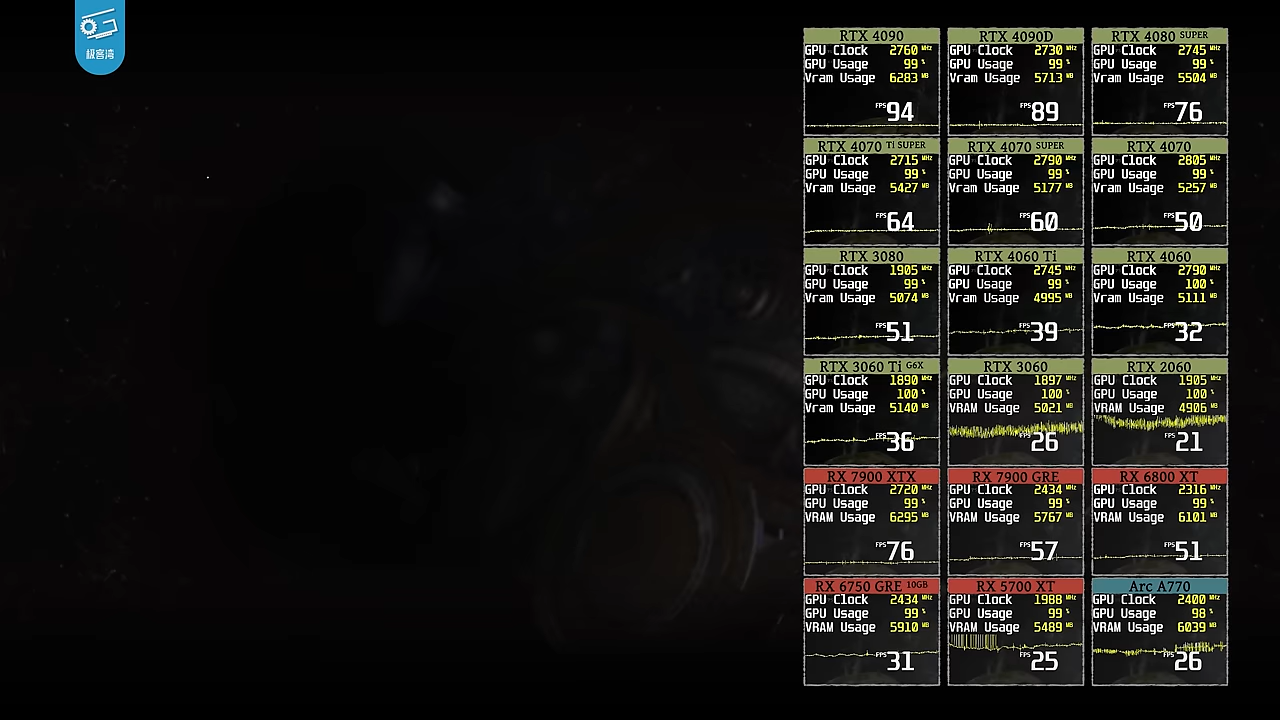 极客湾
RTX 4090
GPU Clock 2760 MHz
GPU Usage 99 %
Vram Usage 6283 MB
FPS 94
RTX 4090D
GPU Clock 2730 MHz
GPU Usage 99 %
Vram Usage 5713 MB
FPS 89
RTX 4080 SUPER
GPU Clock 2745 MHz
GPU Usage 99 %
Vram Usage 5504 MB
FPS 76
RTX 4070 Ti SUPER
GPU Clock 2715 MHz
GPU Usage 99 %
Vram Usage 5427 MB
FPS 64
RTX 4070 SUPER
GPU Clock 2790 MHz
GPU Usage 99 %
Vram Usage 5177 MB
FPS 60
RTX 4070
GPU Clock 2805 MHz
GPU Usage 99 %
Vram Usage 5257 MB
FPS 50
RTX 3080
GPU Clock 1905 MHz
GPU Usage 99 %
Vram Usage 5074 MB
FPS 51
RTX 4060 Ti
GPU Clock 2745 MHz
GPU Usage 99 %
Vram Usage 4995 MB
FPS 39
RTX 4060
GPU Clock 2790 MHz
GPU Usage 100 %
Vram Usage 5111 MB
FPS 32
RTX 3060 Ti G6X
GPU Clock 1890 MHz
GPU Usage 100 %
Vram Usage 5140 MB
FPS 36
RTX 3060
GPU Clock 1897 MHz
GPU Usage 100 %
VRAM Usage 5021 MB
FPS 26
RTX 2060
GPU Clock 1905 MHz
GPU Usage 100 %
VRAM Usage 4906 MB
FPS 21
RX 7900 XTX
GPU Clock 2720 MHz
GPU Usage 99 %
VRAM Usage 6295 MB
FPS 76
RX 7900 GRE
GPU Clock 2434 MHz
GPU Usage 99 %
VRAM Usage 5767 MB
FPS 57
RX 6800 XT
GPU Clock 2316 MHz
GPU Usage 99 %
VRAM Usage 6101 MB
FPS 51
RX 6750 GRE 10GB
GPU Clock 2434 MHz
GPU Usage 99 %
VRAM Usage 5910 MB
FPS 31
RX 5700 XT
GPU Clock 1988 MHz
GPU Usage 99 %
VRAM Usage 5489 MB
FPS 25
Arc A770
GPU Clock 2400 MHz
GPU Usage 98 %
VRAM Usage 6039 MB
FPS 26